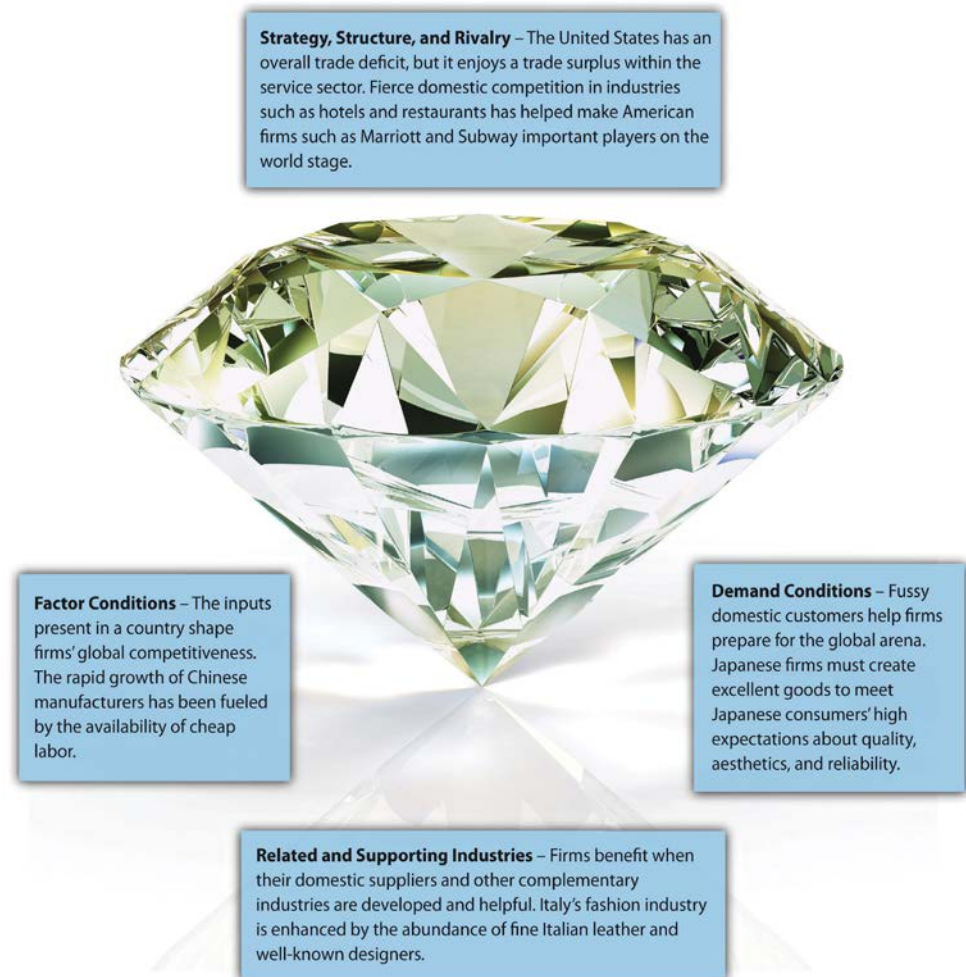 Strategy, Structure, and Rivalry – The United States has an
overall trade deficit, but it enjoys a trade surplus within the
service sector. Fierce domestic competition in industries
such as hotels and restaurants has helped make American
firms such as Marriott and Subway important players on the
world stage.
Factor Conditions – The inputs
present in a country shape
firms' global competitiveness.
The rapid growth of Chinese
manufacturers has been fueled
by the availability of cheap
labor.
Demand Conditions – Fussy
domestic customers help firms
prepare for the global arena.
Japanese firms must create
excellent goods to meet
Japanese consumers' high
expectations about quality,
aesthetics, and reliability.
Related and Supporting Industries – Firms benefit when
their domestic suppliers and other complementary
industries are developed and helpful. Italy's fashion industry
is enhanced by the abundance of fine Italian leather and
well-known designers.